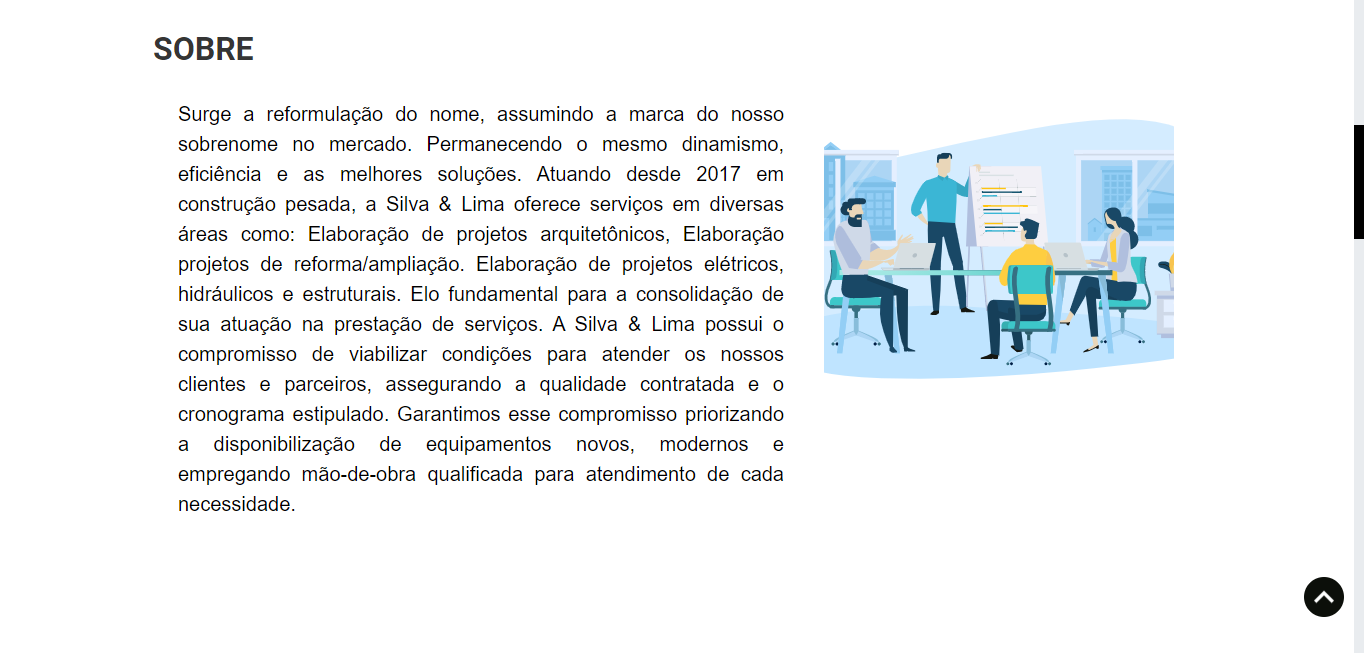 SOBRE
Surge a reformulação do nome, assumindo a marca do nosso
sobrenome no mercado. Permanecendo o mesmo dinamismo,
eficiência e as melhores soluções. Atuando desde 2017 em
construção pesada, a Silva & Lima oferece serviços em diversas
áreas como: Elaboração de projetos arquitetônicos, Elaboração
projetos de reforma/ampliação. Elaboração de projetos elétricos,
hidráulicos e estruturais. Elo fundamental para a consolidação de
sua atuação na prestação de serviços. A Silva & Lima possui o
compromisso de viabilizar condições para atender os nossos
clientes e parceiros, assegurando a qualidade contratada e o
cronograma estipulado. Garantimos esse compromisso priorizando
a disponibilização de equipamentos novos, modernos e
empregando mão-de-obra qualificada para atendimento de cada
necessidade.